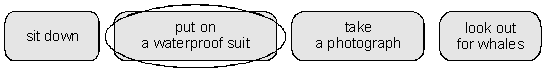 sit down
put on
a waterproof suit
take
a photograph
look out
for whales